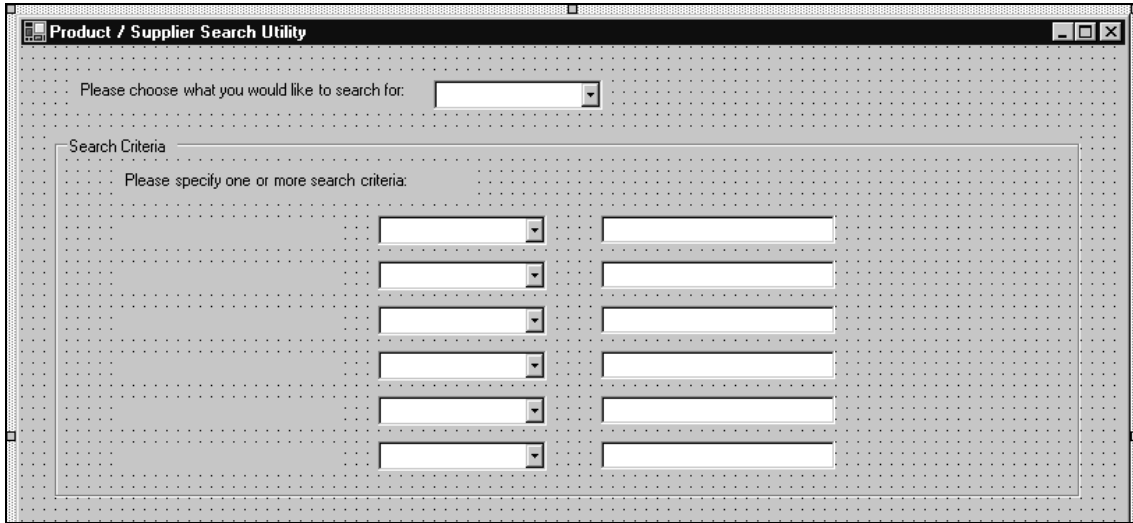 Product / Supplier Search Utility
Please choose what you would like to search for:
Search Criteria
Please specify one or more search criteria: